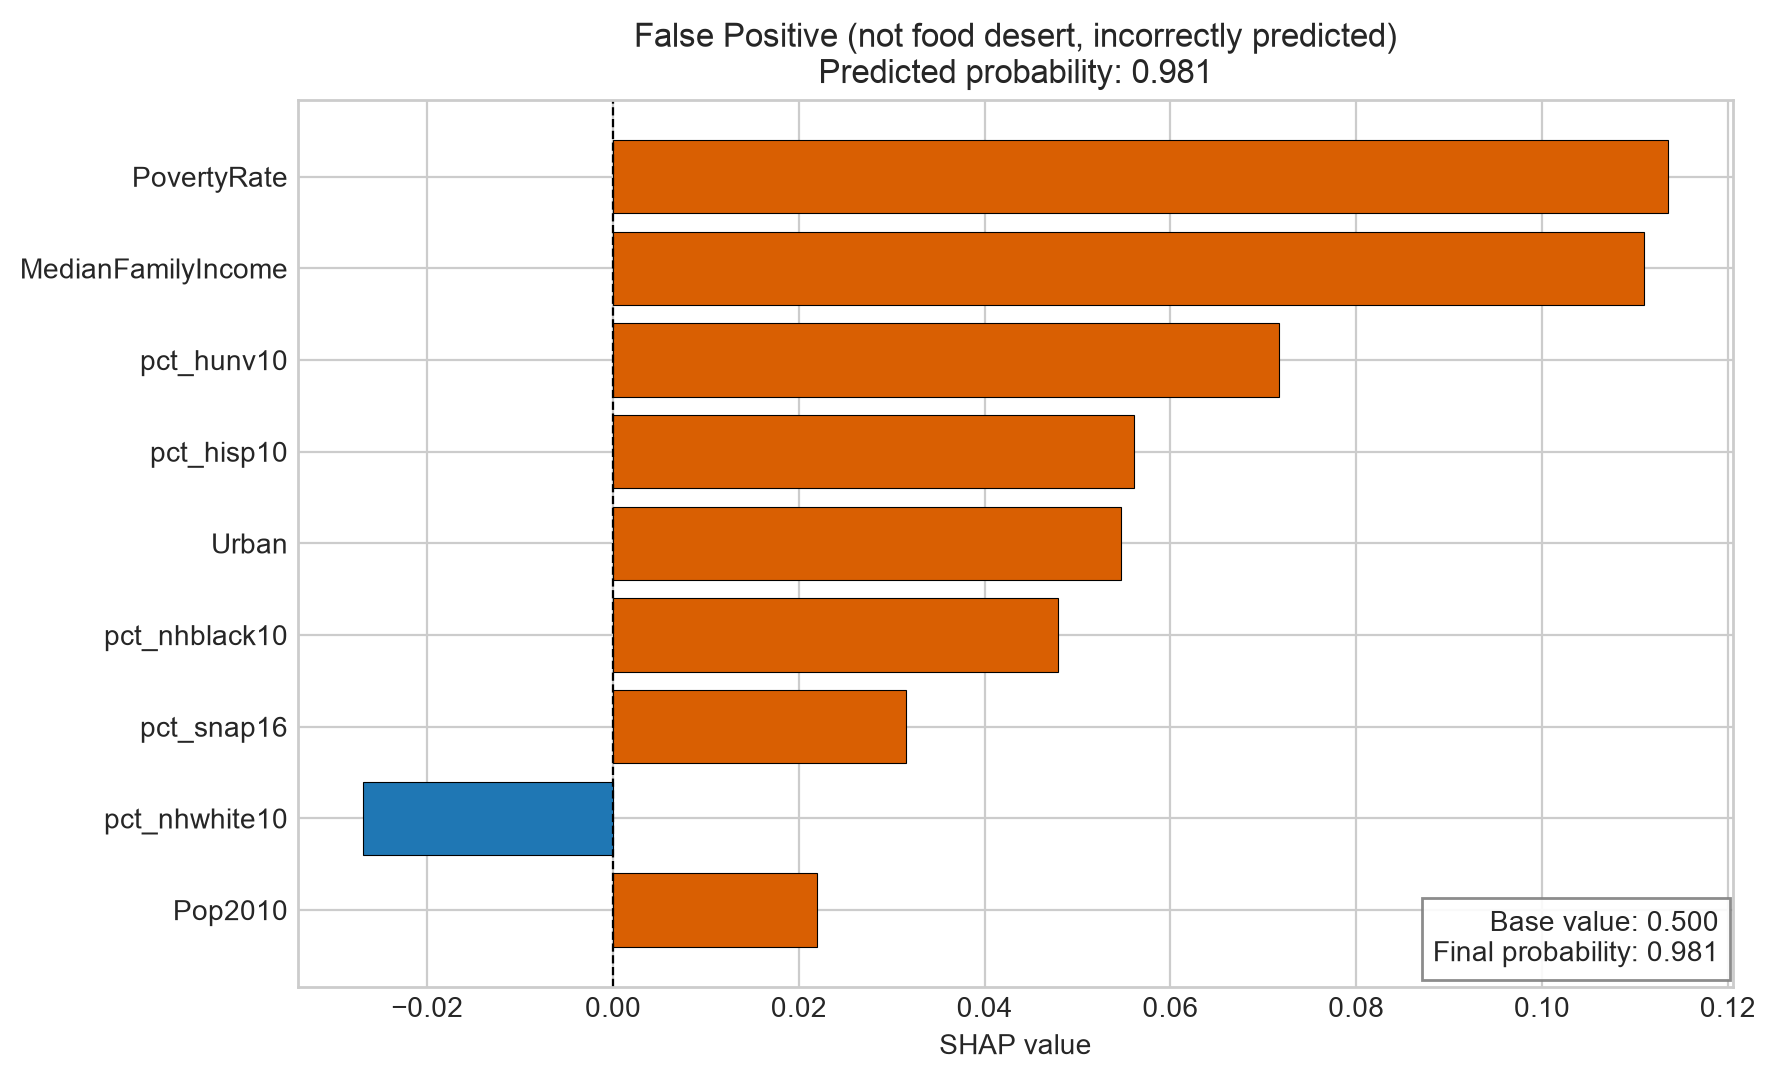 False Positive (not food desert, incorrectly predicted)
Predicted probability: 0.981
PovertyRate
MedianFamilyIncome
pct_hunv10
pct_hisp10
Urban
pct_nhblack10
pct_snap16
pct_nhwhite10
Pop2010
Base value: 0.500
Final probability: 0.981
−0.02 0.00 0.02 0.04 0.06 0.08 0.10 0.12
SHAP value